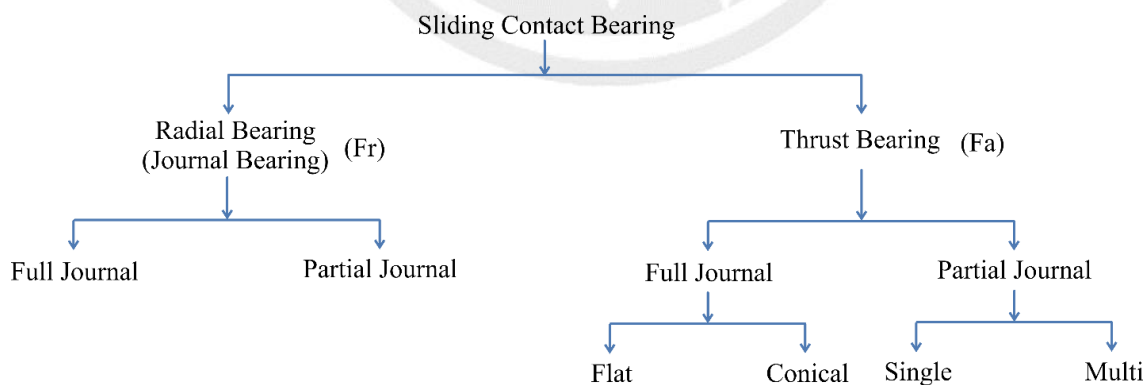 Sliding Contact Bearing
Radial Bearing
(Journal Bearing) (Fr)
Thrust Bearing (Fa)
Full Journal
Partial Journal
Full Journal
Partial Journal
Flat
Conical
Single
Multi